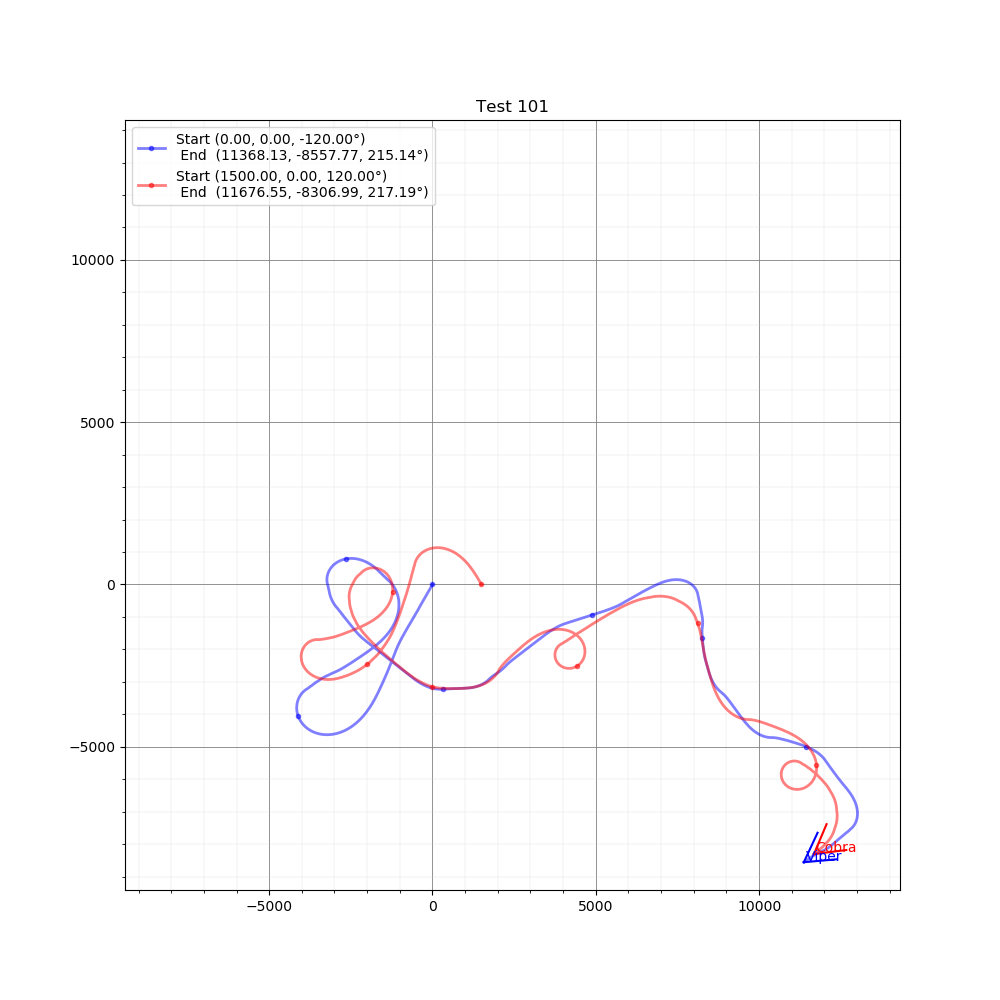 Test 101
Start (0.00, 0.00, -120.00°)
End (11368.13, -8557.77, 215.14°)
Start (1500.00, 0.00, 120.00°)
End (11676.55, -8306.99, 217.19°)
10000
5000
0
−5000
Cobra
Viper
−5000
0
5000
10000